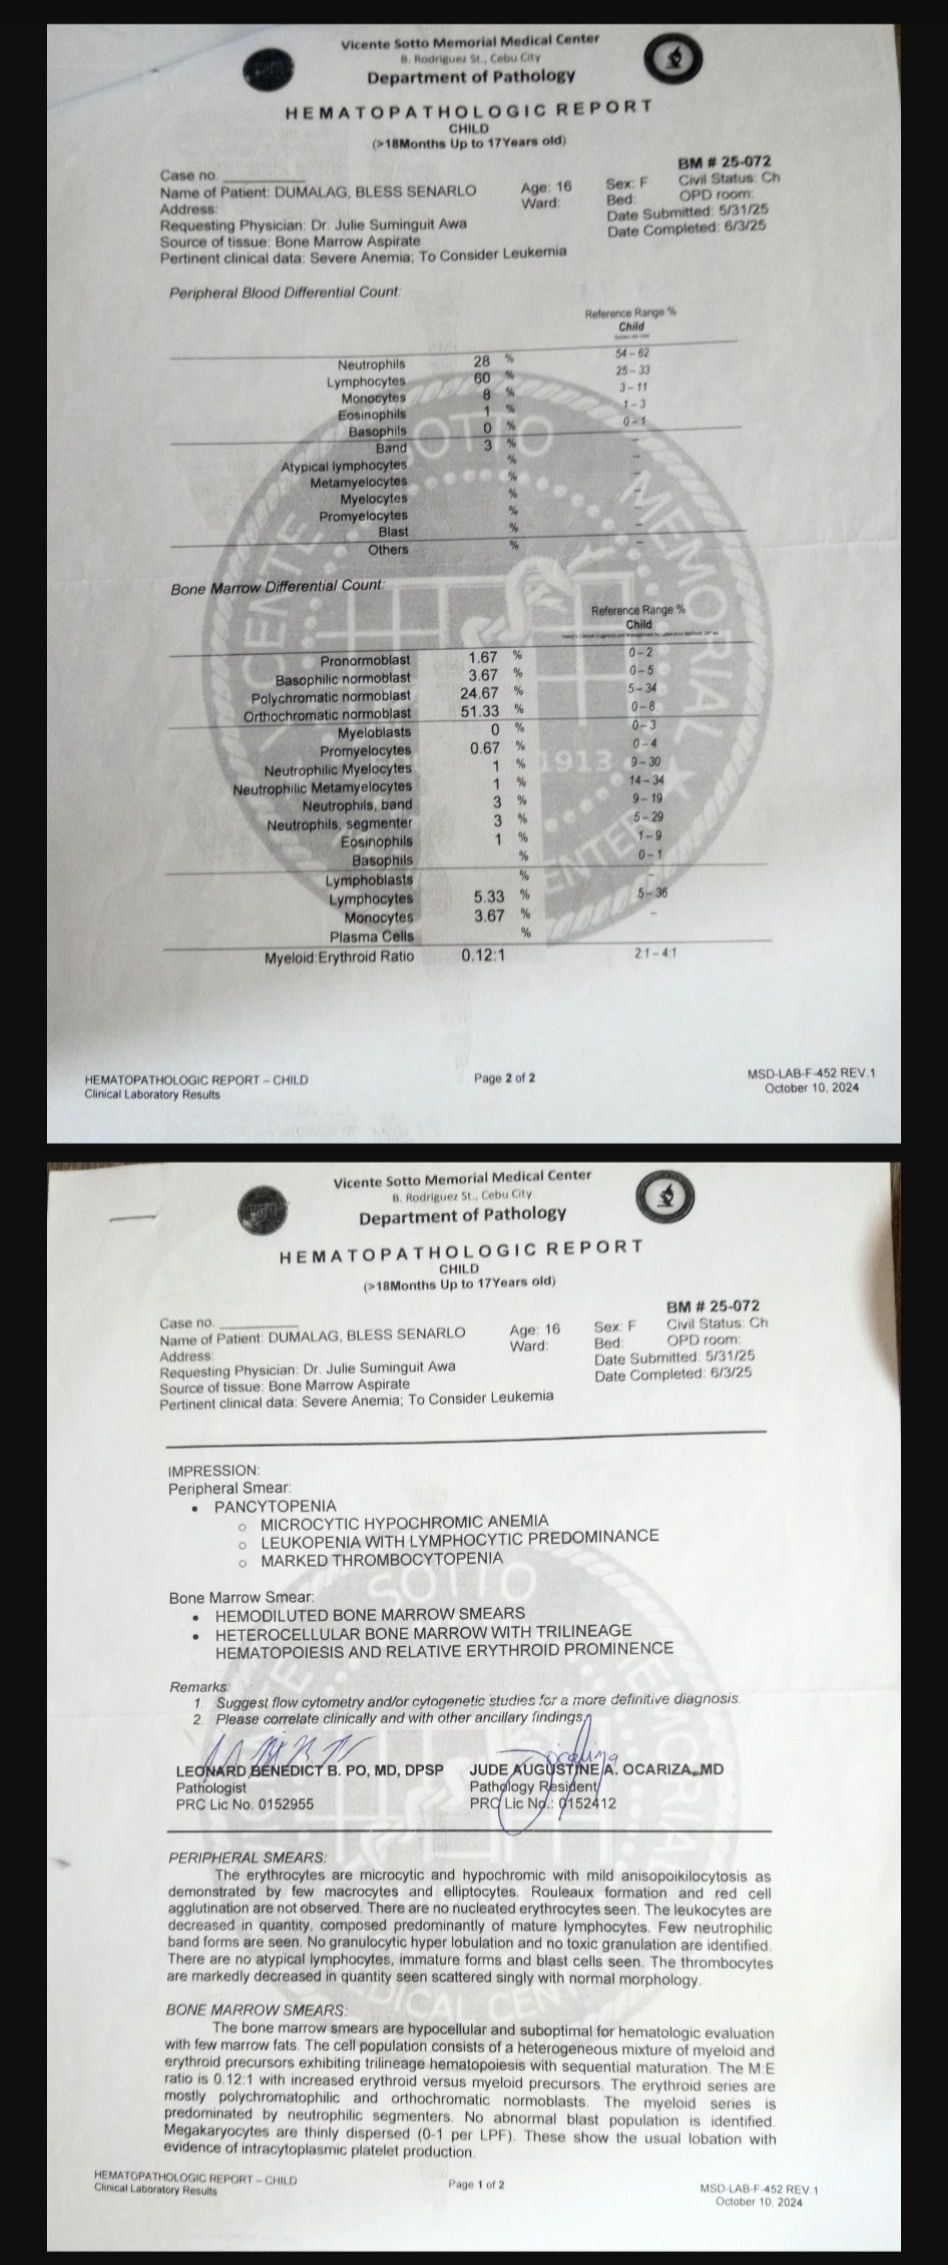 Vicente Sotto Memorial Medical Center
B. Rodriguez St., Cebu City
Department of Pathology
HEMATOPATHOLOGIC REPORT
CHILD
(>18Months Up to 17Years old)
BM # 25-072
Case no.
Name of Patient: DUMALAG, BLESS SENARLO Age: 16 Sex: F Civil Status: Ch
Address: Ward: Bed: OPD room:
Requesting Physician: Dr. Julie Suminguit Awa Date Submitted: 5/31/25
Source of tissue: Bone Marrow Aspirate Date Completed: 6/3/25
Pertinent clinical data: Severe Anemia; To Consider Leukemia
Peripheral Blood Differential Count:
Reference Range %
Child
Neutrophils 28 % 54-62
Lymphocytes 60 % 25-33
Monocytes 8 % 3-11
Eosinophils 1 % 1-3
Basophils 0 % 0-1
Band 3 % -
Atypical lymphocytes % -
Metamyelocytes % -
Myelocytes % -
Promyelocytes % -
Blast % -
Others % -
Bone Marrow Differential Count:
Reference Range %
Child
Pronormoblast 1.67 % 0-2
Basophilic normoblast 3.67 % 0-5
Polychromatic normoblast 24.67 % 5-34
Orthochromatic normoblast 51.33 % 0-8
Myeloblasts 0 % 0-3
Promyelocytes 0.67 % 0-4
Neutrophilic Myelocytes 1 % 9-30
Neutrophilic Metamyelocytes 1 % 14-34
Neutrophils, band 3 % 9-19
Neutrophils, segmenter 3 % 5-29
Eosinophils 1 % 1-9
Basophils % 0-1
Lymphoblasts % -
Lymphocytes 5.33 % 5-36
Monocytes 3.67 % -
Plasma Cells %
Myeloid:Erythroid Ratio 0.12:1 2:1-4:1
VICENTE SOTTO MEMORIAL MEDICAL CENTER
1913
HEMATOPATHOLOGIC REPORT – CHILD Page 2 of 2 MSD-LAB-F-452 REV.1
Clinical Laboratory Results October 10, 2024
Vicente Sotto Memorial Medical Center
B. Rodriguez St., Cebu City
Department of Pathology
HEMATOPATHOLOGIC REPORT
CHILD
(>18Months Up to 17Years old)
BM # 25-072
Case no.
Name of Patient: DUMALAG, BLESS SENARLO Age: 16 Sex: F Civil Status: Ch
Address: Ward: Bed: OPD room:
Requesting Physician: Dr. Julie Suminguit Awa Date Submitted: 5/31/25
Source of tissue: Bone Marrow Aspirate Date Completed: 6/3/25
Pertinent clinical data: Severe Anemia; To Consider Leukemia
IMPRESSION:
Peripheral Smear:
• PANCYTOPENIA
o MICROCYTIC HYPOCHROMIC ANEMIA
o LEUKOPENIA WITH LYMPHOCYTIC PREDOMINANCE
o MARKED THROMBOCYTOPENIA
Bone Marrow Smear:
• HEMODILUTED BONE MARROW SMEARS
• HETEROCELLULAR BONE MARROW WITH TRILINEAGE
HEMATOPOIESIS AND RELATIVE ERYTHROID PROMINENCE
Remarks:
1. Suggest flow cytometry and/or cytogenetic studies for a more definitive diagnosis.
2. Please correlate clinically and with other ancillary findings.
LEONARD BENEDICT B. PO, MD, DPSP JUDE AUGUSTINE A. OCARIZA, MD
Pathologist Pathology Resident
PRC Lic No. 0152955 PRC Lic No.: 0152412
PERIPHERAL SMEARS:
The erythrocytes are microcytic and hypochromic with mild anisopoikilocytosis as
demonstrated by few macrocytes and elliptocytes. Rouleaux formation and red cell
agglutination are not observed. There are no nucleated erythrocytes seen. The leukocytes are
decreased in quantity, composed predominantly of mature lymphocytes. Few neutrophilic
band forms are seen. No granulocytic hyper lobulation and no toxic granulation are identified.
There are no atypical lymphocytes, immature forms and blast cells seen. The thrombocytes
are markedly decreased in quantity seen scattered singly with normal morphology.
BONE MARROW SMEARS:
The bone marrow smears are hypocellular and suboptimal for hematologic evaluation
with few marrow fats. The cell population consists of a heterogeneous mixture of myeloid and
erythroid precursors exhibiting trilineage hematopoiesis with sequential maturation. The M:E
ratio is 0.12:1 with increased erythroid versus myeloid precursors. The erythroid series are
mostly polychromatophilic and orthochromatic normoblasts. The myeloid series is
predominated by neutrophilic segmenters. No abnormal blast population is identified.
Megakaryocytes are thinly dispersed (0-1 per LPF). These show the usual lobation with
evidence of intracytoplasmic platelet production.
HEMATOPATHOLOGIC REPORT – CHILD Page 1 of 2 MSD-LAB-F-452 REV.1
Clinical Laboratory Results October 10, 2024